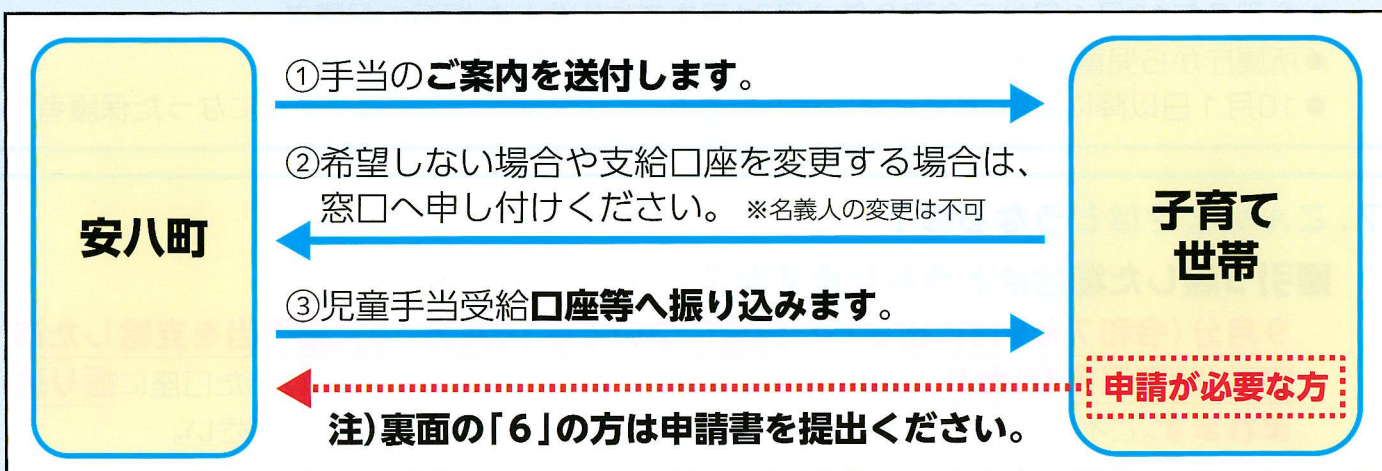 ①手当のご案内を送付します。
②希望しない場合や支給口座を変更する場合は、
窓口へ申し付けください。 ※名義人の変更は不可
安八町
子育て
世帯
③児童手当受給口座等へ振り込みます。
申請が必要な方
注)裏面の「6」の方は申請書を提出ください。